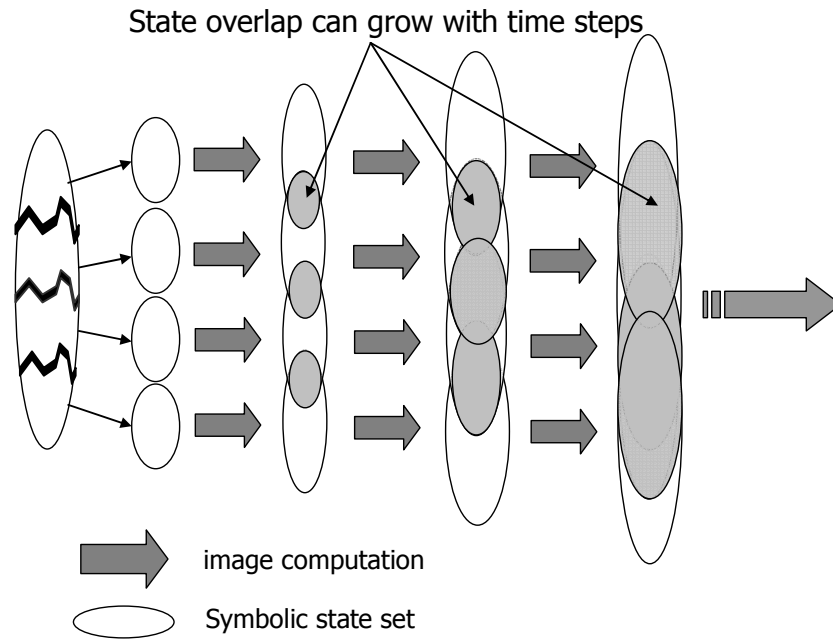 State overlap can grow with time steps
image computation
Symbolic state set